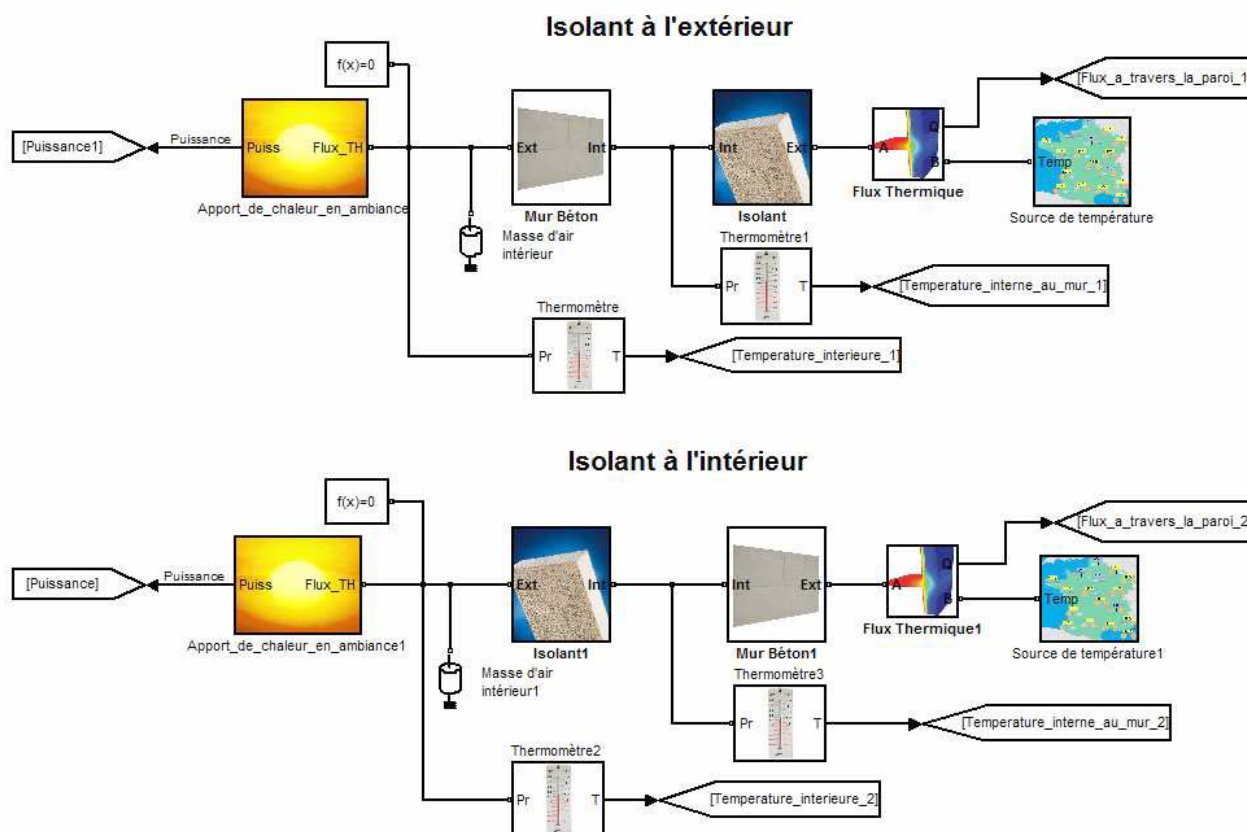 Isolant à l'extérieur
f(x)=0
[Flux_a_travers_la_paroi_1
[Puissance1]
Puissance
Puiss
Flux_TH
Ext
Int
Int
Ext
A
Q
B
Temp
Apport_de_chaleur_en_ambiance
Mur Béton
Isolant
Flux Thermique
Source de température
Masse d'air
intérieur
Thermomètre1
Pr
T
[Temperature_interne_au_mur_1]
Thermomètre
Pr
T
[Temperature_interieure_1]
Isolant à l'intérieur
f(x)=0
[Flux_a_travers_la_paroi_2
[Puissance]
Puissance
Puiss
Flux_TH
Ext
Int
Int
Ext
A
Q
B
Temp
Apport_de_chaleur_en_ambiance1
Isolant1
Mur Béton1
Flux Thermique1
Source de température1
Masse d'air
intérieur1
Thermomètre3
Pr
T
[Temperature_interne_au_mur_2]
Thermomètre2
Pr
T
[Temperature_interieure_2]